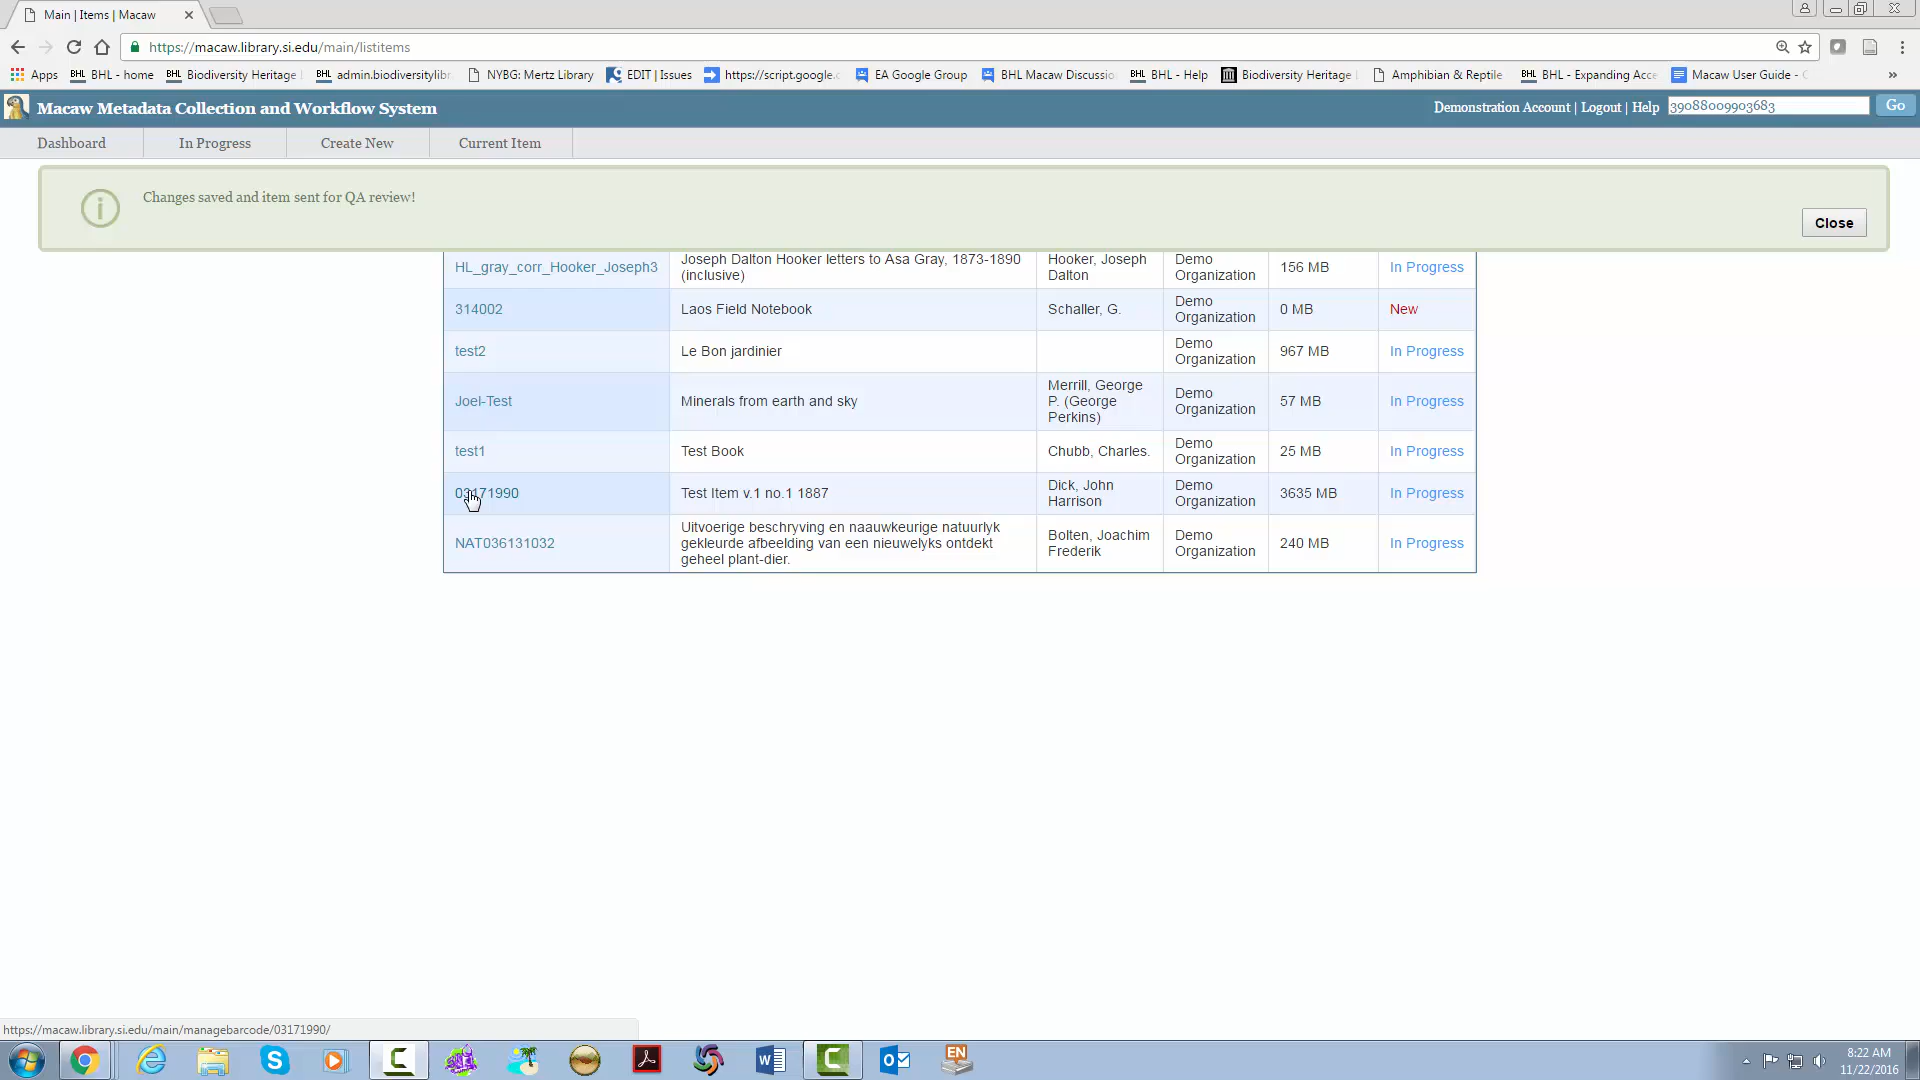 Main | Items | Macaw
https://macaw.library.si.edu/main/listitems
Apps BHL BHL - home BHL Biodiversity Heritage BHL admin.biodiversitylib NYBG: Mertz Library EDIT | Issues https://script.google.c EA Google Group BHL Macaw Discussio BHL BHL - Help Biodiversity Heritage Amphibian & Reptile BHL BHL - Expanding Acce Macaw User Guide - »
Macaw Metadata Collection and Workflow System
Demonstration Account | Logout | Help 39088009903683 Go
Dashboard In Progress Create New Current Item
Changes saved and item sent for QA review!
Close
HL_gray_corr_Hooker_Joseph3 Joseph Dalton Hooker letters to Asa Gray, 1873-1890 Hooker, Joseph Demo 156 MB In Progress
(inclusive) Dalton Organization
314002 Laos Field Notebook Schaller, G. Demo 0 MB New
Organization
test2 Le Bon jardinier Demo 967 MB In Progress
Organization
Joel-Test Minerals from earth and sky Merrill, George Demo 57 MB In Progress
P. (George Organization
Perkins)
test1 Test Book Chubb, Charles. Demo 25 MB In Progress
Organization
03171990 Test Item v.1 no.1 1887 Dick, John Demo 3635 MB In Progress
Harrison Organization
NAT036131032 Uitvoerige beschryving en naauwkeurige natuurlyk Bolten, Joachim Demo 240 MB In Progress
gekleurde afbeelding van een nieuwelyks ontdekt Frederik Organization
geheel plant-dier.
https://macaw.library.si.edu/main/managebarcode/03171990/
EN
8:22 AM
11/22/2016